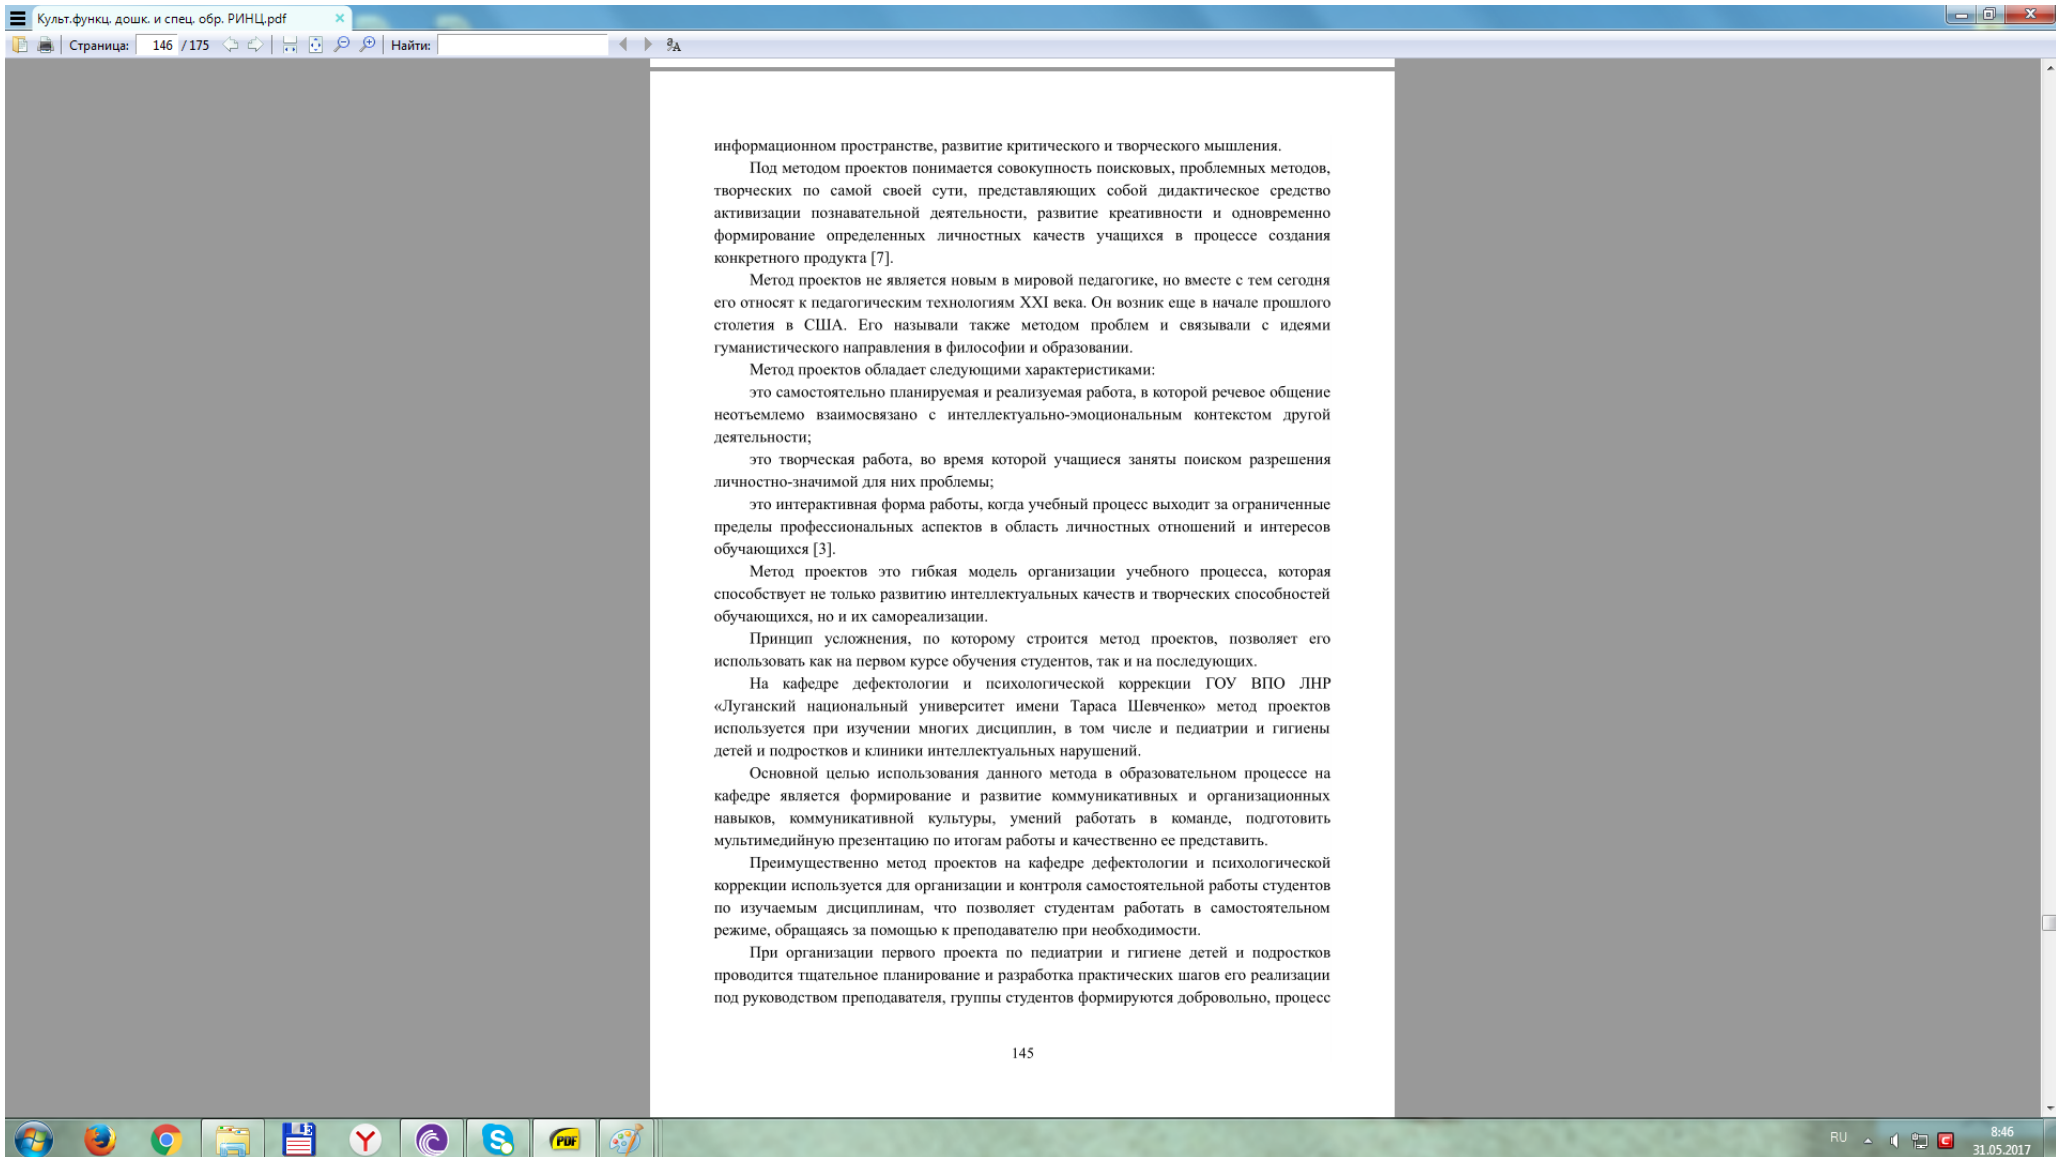 Культ.функц. дошк. и спец. обр. РИНЦ.pdf
Страница: 146 / 175 Найти:
информационном пространстве, развитие критического и творческого мышления.
Под методом проектов понимается совокупность поисковых, проблемных методов,
творческих по самой своей сути, представляющих собой дидактическое средство
активизации познавательной деятельности, развитие креативности и одновременно
формирование определенных личностных качеств учащихся в процессе создания
конкретного продукта [7].
Метод проектов не является новым в мировой педагогике, но вместе с тем сегодня
его относят к педагогическим технологиям XXI века. Он возник еще в начале прошлого
столетия в США. Его называли также методом проблем и связывали с идеями
гуманистического направления в философии и образовании.
Метод проектов обладает следующими характеристиками:
это самостоятельно планируемая и реализуемая работа, в которой речевое общение
неотъемлемо взаимосвязано с интеллектуально-эмоциональным контекстом другой
деятельности;
это творческая работа, во время которой учащиеся заняты поиском разрешения
личностно-значимой для них проблемы;
это интерактивная форма работы, когда учебный процесс выходит за ограниченные
пределы профессиональных аспектов в область личностных отношений и интересов
обучающихся [3].
Метод проектов это гибкая модель организации учебного процесса, которая
способствует не только развитию интеллектуальных качеств и творческих способностей
обучающихся, но и их самореализации.
Принцип усложнения, по которому строится метод проектов, позволяет его
использовать как на первом курсе обучения студентов, так и на последующих.
На кафедре дефектологии и психологической коррекции ГОУ ВПО ЛНР
«Луганский национальный университет имени Тараса Шевченко» метод проектов
используется при изучении многих дисциплин, в том числе и педиатрии и гигиены
детей и подростков и клиники интеллектуальных нарушений.
Основной целью использования данного метода в образовательном процессе на
кафедре является формирование и развитие коммуникативных и организационных
навыков, коммуникативной культуры, умений работать в команде, подготовить
мультимедийную презентацию по итогам работы и качественно ее представить.
Преимущественно метод проектов на кафедре дефектологии и психологической
коррекции используется для организации и контроля самостоятельной работы студентов
по изучаемым дисциплинам, что позволяет студентам работать в самостоятельном
режиме, обращаясь за помощью к преподавателю при необходимости.
При организации первого проекта по педиатрии и гигиене детей и подростков
проводится тщательное планирование и разработка практических шагов его реализации
под руководством преподавателя, группы студентов формируются добровольно, процесс
145
PDF
RU
8:46
31.05.2017